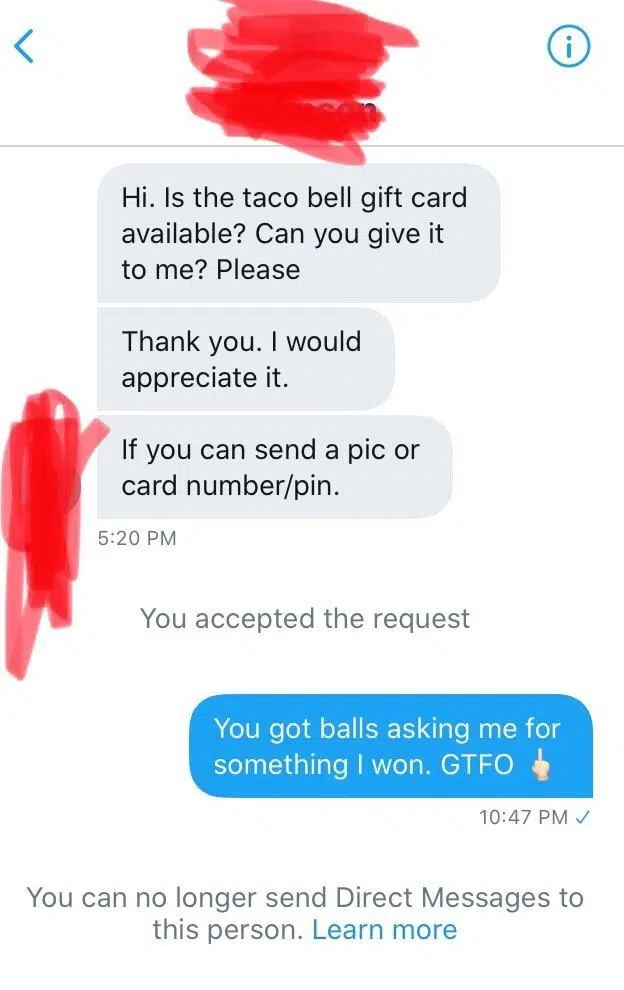 Hi. Is the taco bell gift card
available? Can you give it
to me? Please
Thank you. I would
appreciate it.
If you can send a pic or
card number/pin.
5:20 PM
You accepted the request
You got balls asking me for
something I won. GTFO 🖕🏻
10:47 PM ✓
You can no longer send Direct Messages to
this person. Learn more